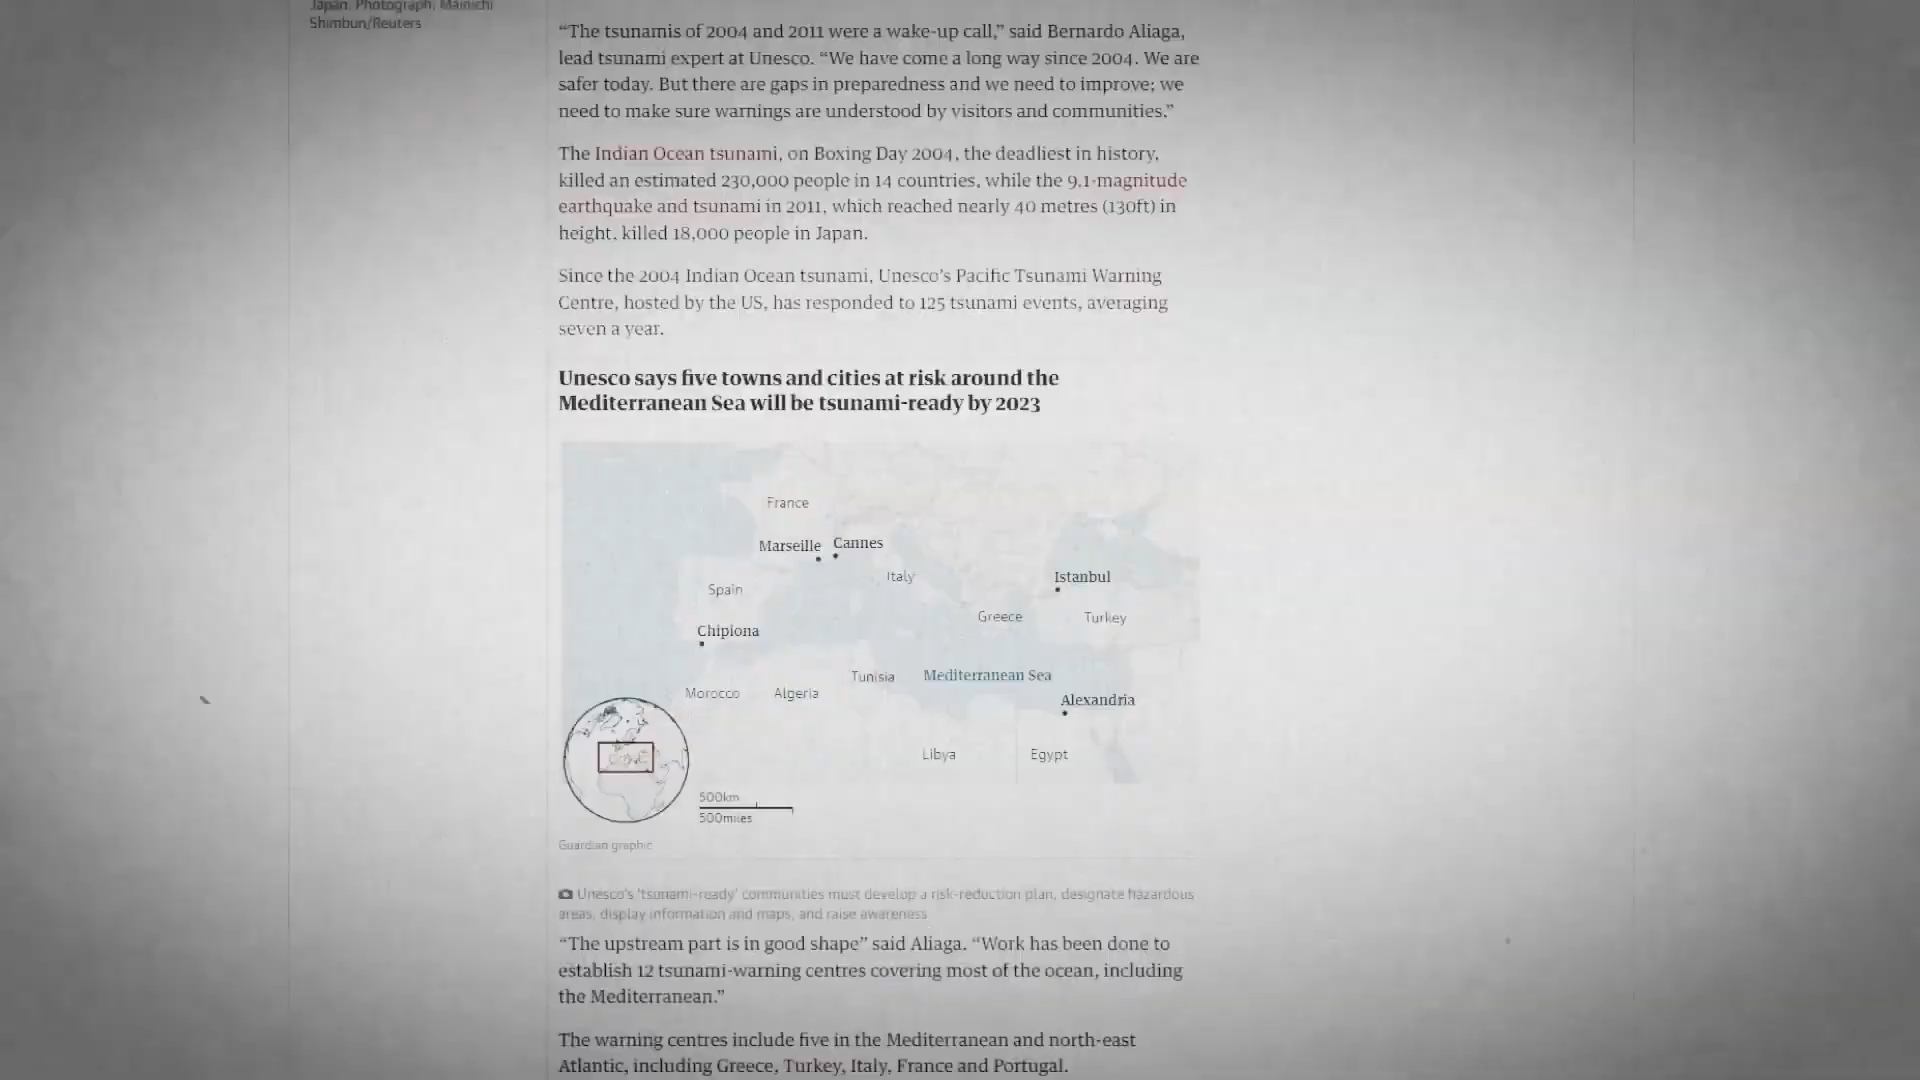 Japan. Photograph: Mainichi
Shimbun/Reuters
“The tsunamis of 2004 and 2011 were a wake-up call,” said Bernardo Aliaga,
lead tsunami expert at Unesco. “We have come a long way since 2004. We are
safer today. But there are gaps in preparedness and we need to improve; we
need to make sure warnings are understood by visitors and communities.”
The Indian Ocean tsunami, on Boxing Day 2004, the deadliest in history,
killed an estimated 230,000 people in 14 countries, while the 9.1-magnitude
earthquake and tsunami in 2011, which reached nearly 40 metres (130ft) in
height, killed 18,000 people in Japan.
Since the 2004 Indian Ocean tsunami, Unesco’s Pacific Tsunami Warning
Centre, hosted by the US, has responded to 125 tsunami events, averaging
seven a year.
Unesco says five towns and cities at risk around the
Mediterranean Sea will be tsunami-ready by 2023
France
Marseille
Cannes
Italy
Istanbul
Spain
Greece
Turkey
Chipiona
Tunisia
Mediterranean Sea
Morocco
Algeria
Alexandria
Libya
Egypt
500km
500miles
Guardian graphic
Unesco’s ‘tsunami-ready’ communities must develop a risk-reduction plan, designate hazardous
areas, display information and maps, and raise awareness
“The upstream part is in good shape” said Aliaga. “Work has been done to
establish 12 tsunami-warning centres covering most of the ocean, including
the Mediterranean.”
The warning centres include five in the Mediterranean and north-east
Atlantic, including Greece, Turkey, Italy, France and Portugal.